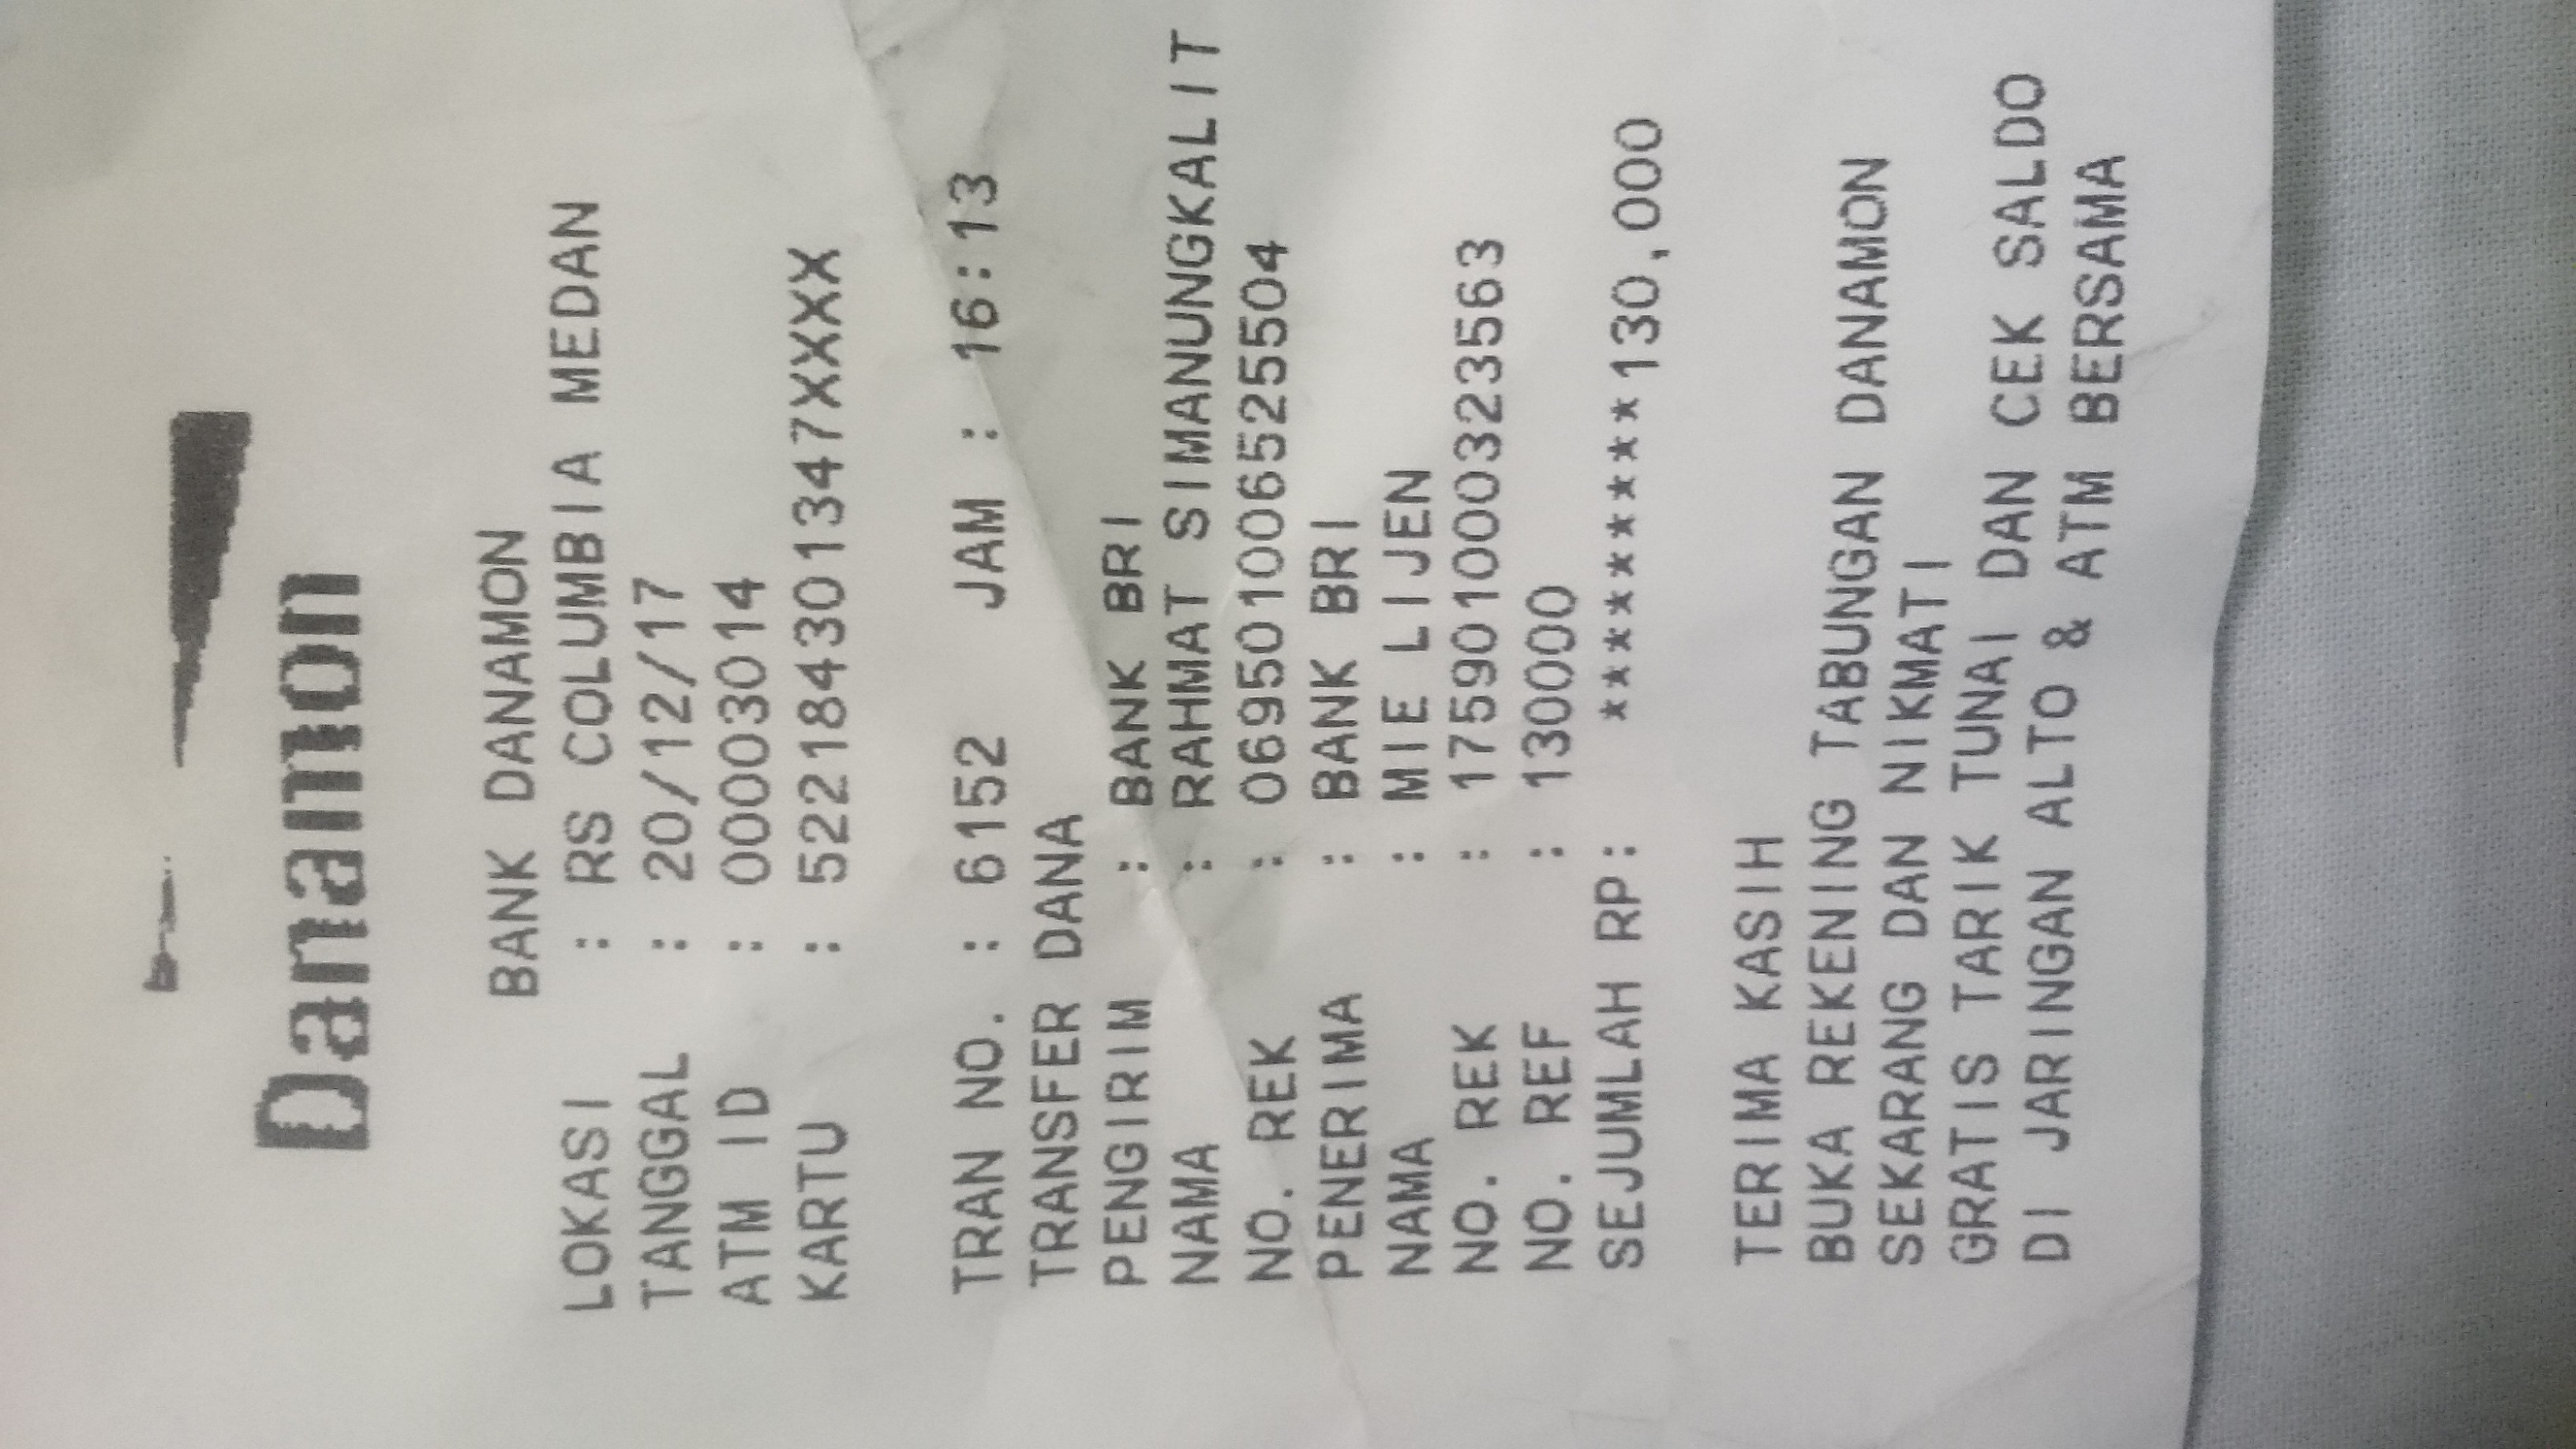 Danamon
BANK DANAMON
LOKASI : RS COLUMBIA MEDAN
TANGGAL : 20/12/17
ATM ID : 00003014
KARTU : 522184301347XXXX
TRAN NO. : 6152 JAM : 16:13
TRANSFER DANA
PENGIRIM : BANK BRI
NAMA : RAHMAT SIMANUNGKALIT
NO. REK : 069501006525504
PENERIMA : BANK BRI
NAMA : MIE LIJEN
NO. REK : 175901000323563
NO. REF : 130000
SEJUMLAH RP: *********130,000
TERIMA KASIH
BUKA REKENING TABUNGAN DANAMON
SEKARANG DAN NIKMATI
GRATIS TARIK TUNAI DAN CEK SALDO
DI JARINGAN ALTO & ATM BERSAMA